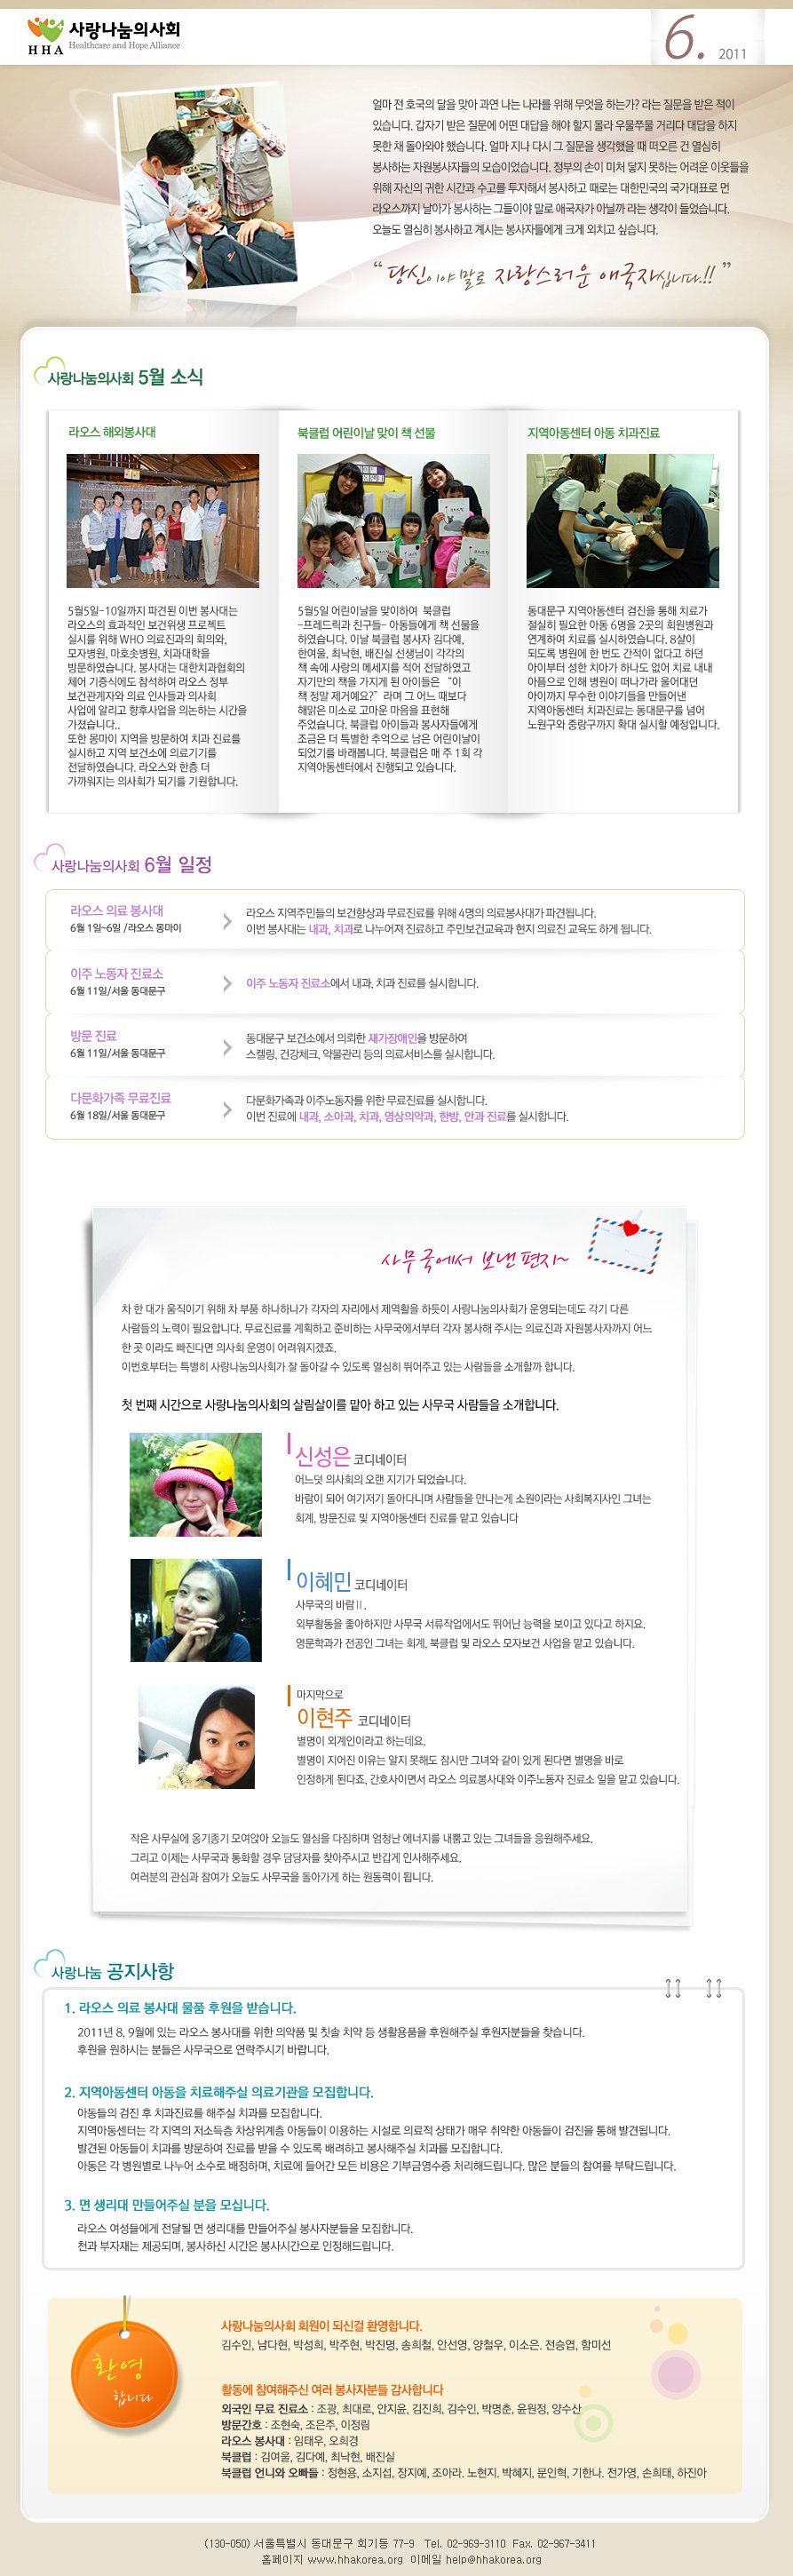 사랑나눔의사회
HHA Healthcare and Hope Alliance
6. 2011
얼마 전 호국의 달을 맞아 과연 나는 나라를 위해 무엇을 하는가? 라는 질문을 받은 적이
있습니다. 갑자기 받은 질문에 어떤 대답을 해야 할지 몰라 우물쭈물 거리다 대답을 하지
못한 채 돌아와야 했습니다. 얼마 지나 다시 그 질문을 생각했을 때 떠오른 건 열심히
봉사하는 자원봉사자들의 모습이었습니다. 정부의 손이 미처 닿지 못하는 어려운 이웃들을
위해 자신의 귀한 시간과 수고를 투자해서 봉사하고 때로는 대한민국의 국가대표로 먼
라오스까지 날아가 봉사하는 그들이야 말로 애국자가 아닐까 라는 생각이 들었습니다.
오늘도 열심히 봉사하고 계시는 봉사자들에게 크게 외치고 싶습니다.
“당신이야 말로 자랑스러운 애국자십니다.!!”
사랑나눔의사회 5월 소식
라오스 해외봉사대
5월5일-10일까지 파견된 이번 봉사대는
라오스의 효과적인 보건위생 프로젝트
실시를 위해 WHO 의료진과의 회의와,
모자병원, 마호솟병원, 치과대학을
방문하였습니다. 봉사대는 대한치과협회의
체어 기증식에도 참석하여 라오스 정부
보건관계자와 의료 인사들과 의사회
사업에 알리고 향후사업을 의논하는 시간을
가졌습니다..
또한 몽마이 지역을 방문하여 치과 진료를
실시하고 지역 보건소에 의료기기를
전달하였습니다. 라오스와 한층 더
가까워지는 의사회가 되기를 기원합니다.
북클럽 어린이날 맞이 책 선물
5월5일 어린이날을 맞이하여 북클럽
-프레드릭과 친구들- 아동들에게 책 선물을
하였습니다. 이날 북클럽 봉사자 김다예,
한여울, 최낙현, 배진실 선생님이 각각의
책 속에 사랑의 메세지를 적어 전달하였고
자기만의 책을 가지게 된 아이들은 “이
책 정말 제거예요?” 라며 그 어느 때보다
해맑은 미소로 고마운 마음을 표현해
주었습니다. 북클럽 아이들과 봉사자들에게
조금은 더 특별한 추억으로 남은 어린이날이
되었기를 바래봅니다. 북클럽은 매 주 1회 각
지역아동센터에서 진행되고 있습니다.
지역아동센터 아동 치과진료
동대문구 지역아동센터 검진을 통해 치료가
절실히 필요한 아동 6명을 2곳의 회원병원과
연계하여 치료를 실시하였습니다. 8살이
되도록 병원에 한 번도 간적이 없다고 하던
아이부터 성한 치아가 하나도 없어 치료 내내
아픔으로 인해 병원이 떠나가라 울어대던
아이까지 무수한 이야기들을 만들어낸
지역아동센터 치과진료는 동대문구를 넘어
노원구와 중랑구까지 확대 실시할 예정입니다.
사랑나눔의사회 6월 일정
라오스 의료 봉사대
6월 1일~6일 /라오스 몽마이
라오스 지역주민들의 보건향상과 무료진료를 위해 4명의 의료봉사대가 파견됩니다.
이번 봉사대는 내과, 치과로 나누어져 진료하고 주민보건교육과 현지 의료진 교육도 하게 됩니다.
이주 노동자 진료소
6월 11일/서울 동대문구
이주 노동자 진료소에서 내과, 치과 진료를 실시합니다.
방문 진료
6월 11일/서울 동대문구
동대문구 보건소에서 의뢰한 재가장애인을 방문하여
스켈링, 건강체크, 약물관리 등의 의료서비스를 실시합니다.
다문화가족 무료진료
6월 18일/서울 동대문구
다문화가족과 이주노동자를 위한 무료진료를 실시합니다.
이번 진료에 내과, 소아과, 치과, 영상의약과, 한방, 안과 진료를 실시합니다.
사무국에서 보낸 편지~
차 한 대가 움직이기 위해 차 부품 하나하나가 각자의 자리에서 제역활을 하듯이 사랑나눔의사회가 운영되는데도 각기 다른
사람들의 노력이 필요합니다. 무료진료를 계획하고 준비하는 사무국에서부터 각자 봉사해 주시는 의료진과 자원봉사자까지 어느
한 곳 이라도 빠진다면 의사회 운영이 어려워지겠죠.
이번호부터는 특별히 사랑나눔의사회가 잘 돌아갈 수 있도록 열심히 뛰어주고 있는 사람들을 소개할까 합니다.
첫 번째 시간으로 사랑나눔의사회의 살림살이를 맡아 하고 있는 사무국 사람들을 소개합니다.
신성은 코디네이터
어느덧 의사회의 오랜 지기가 되었습니다.
바람이 되어 여기저기 돌아다니며 사람들을 만나는게 소원이라는 사회복지사인 그녀는
회계, 방문진료 및 지역아동센터 진료를 맡고 있습니다
이혜민 코디네이터
사무국의 바람Ⅱ.
외부활동을 좋아하지만 사무국 서류작업에서도 뛰어난 능력을 보이고 있다고 하지요.
영문학과가 전공인 그녀는 회계, 북클럽 및 라오스 모자보건 사업을 맡고 있습니다.
마지막으로
이현주 코디네이터
별명이 외계인이라고 하는데요.
별명이 지어진 이유는 알지 못해도 잠시만 그녀와 같이 있게 된다면 별명을 바로
인정하게 된다죠, 간호사이면서 라오스 의료봉사대와 이주노동자 진료소 일을 맡고 있습니다.
작은 사무실에 옹기종기 모여앉아 오늘도 열심을 다짐하며 엄청난 에너지를 내뿜고 있는 그녀들을 응원해주세요.
그리고 이제는 사무국과 통화할 경우 담당자를 찾아주시고 반갑게 인사해주세요.
여러분의 관심과 참여가 오늘도 사무국을 돌아가게 하는 원동력이 됩니다.
사랑나눔 공지사항
1. 라오스 의료 봉사대 물품 후원을 받습니다.
2011년 8, 9월에 있는 라오스 봉사대를 위한 의약품 및 칫솔 치약 등 생활용품을 후원해주실 후원자분들을 찾습니다.
후원을 원하시는 분들은 사무국으로 연락주시기 바랍니다.
2. 지역아동센터 아동을 치료해주실 의료기관을 모집합니다.
아동들의 검진 후 치과진료를 해주실 치과를 모집합니다.
지역아동센터는 각 지역의 저소득층 차상위계층 아동들이 이용하는 시설로 의료적 상태가 매우 취약한 아동들이 검진을 통해 발견됩니다.
발견된 아동들이 치과를 방문하여 진료를 받을 수 있도록 배려하고 봉사해주실 치과를 모집합니다.
아동은 각 병원별로 나누어 소수로 배정하며, 치료에 들어간 모든 비용은 기부금영수증 처리해드립니다. 많은 분들의 참여를 부탁드립니다.
3. 면 생리대 만들어주실 분을 모십니다.
라오스 여성들에게 전달될 면 생리대를 만들어주실 봉사자분들을 모집합니다.
천과 부자재는 제공되며, 봉사하신 시간은 봉사시간으로 인정해드립니다.
환영
합니다
사랑나눔의사회 회원이 되신걸 환영합니다.
김수인, 남다현, 박성희, 박주현, 박진명, 송희철, 안선영, 양철우, 이소은. 전승엽, 함미선
활동에 참여해주신 여러 봉사자분들 감사합니다
외국인 무료 진료소 : 조광, 최대로, 안지윤, 김진희, 김수인, 박명춘, 윤원정, 양수산
방문간호 : 조현숙, 조은주, 이정림
라오스 봉사대 : 임태우, 오희경
북클럽 : 김여울, 김다예, 최낙현, 배진실
북클럽 언니와 오빠들 : 정현용, 소지섭, 장지예, 조아라. 노현지. 박혜지, 문인혁, 기한나. 전가영, 손희태, 하진아
(130-050) 서울특별시 동대문구 회기동 77-9 Tel. 02-969-3110 Fax. 02-967-3411
홈페이지 www.hhakorea.org 이메일 help@hhakorea.org